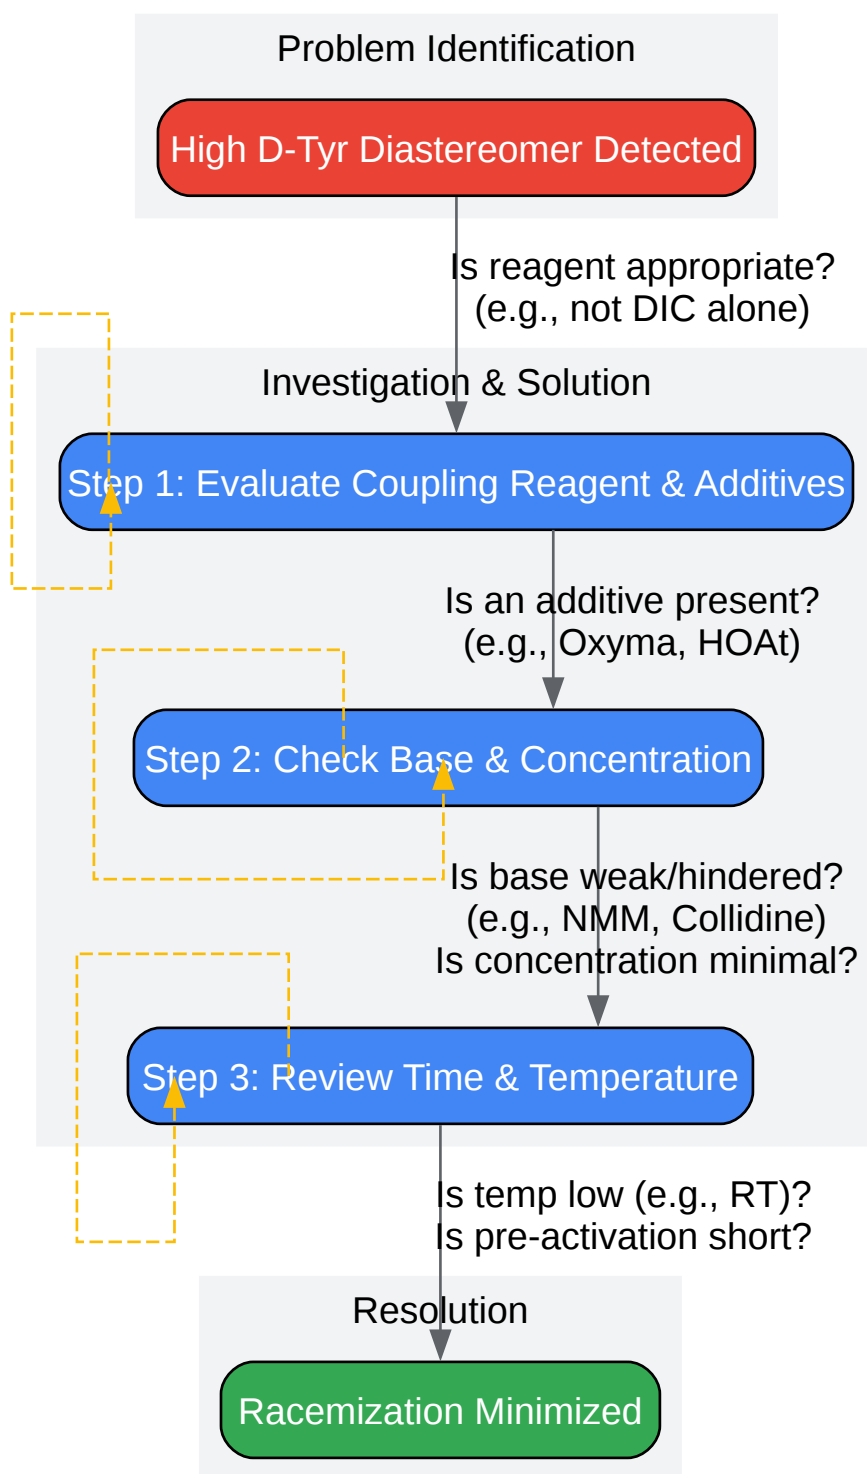 Problem Identification
High D-Tyr Diastereomer Detected
Is reagent appropriate?
(e.g., not DIC alone)
Investigation & Solution
Step 1: Evaluate Coupling Reagent & Additives
Is an additive present?
(e.g., Oxyma, HOAt)
Step 2: Check Base & Concentration
Is base weak/hindered?
(e.g., NMM, Collidine)
Is concentration minimal?
Step 3: Review Time & Temperature
Is temp low (e.g., RT)?
Is pre-activation short?
Resolution
Racemization Minimized